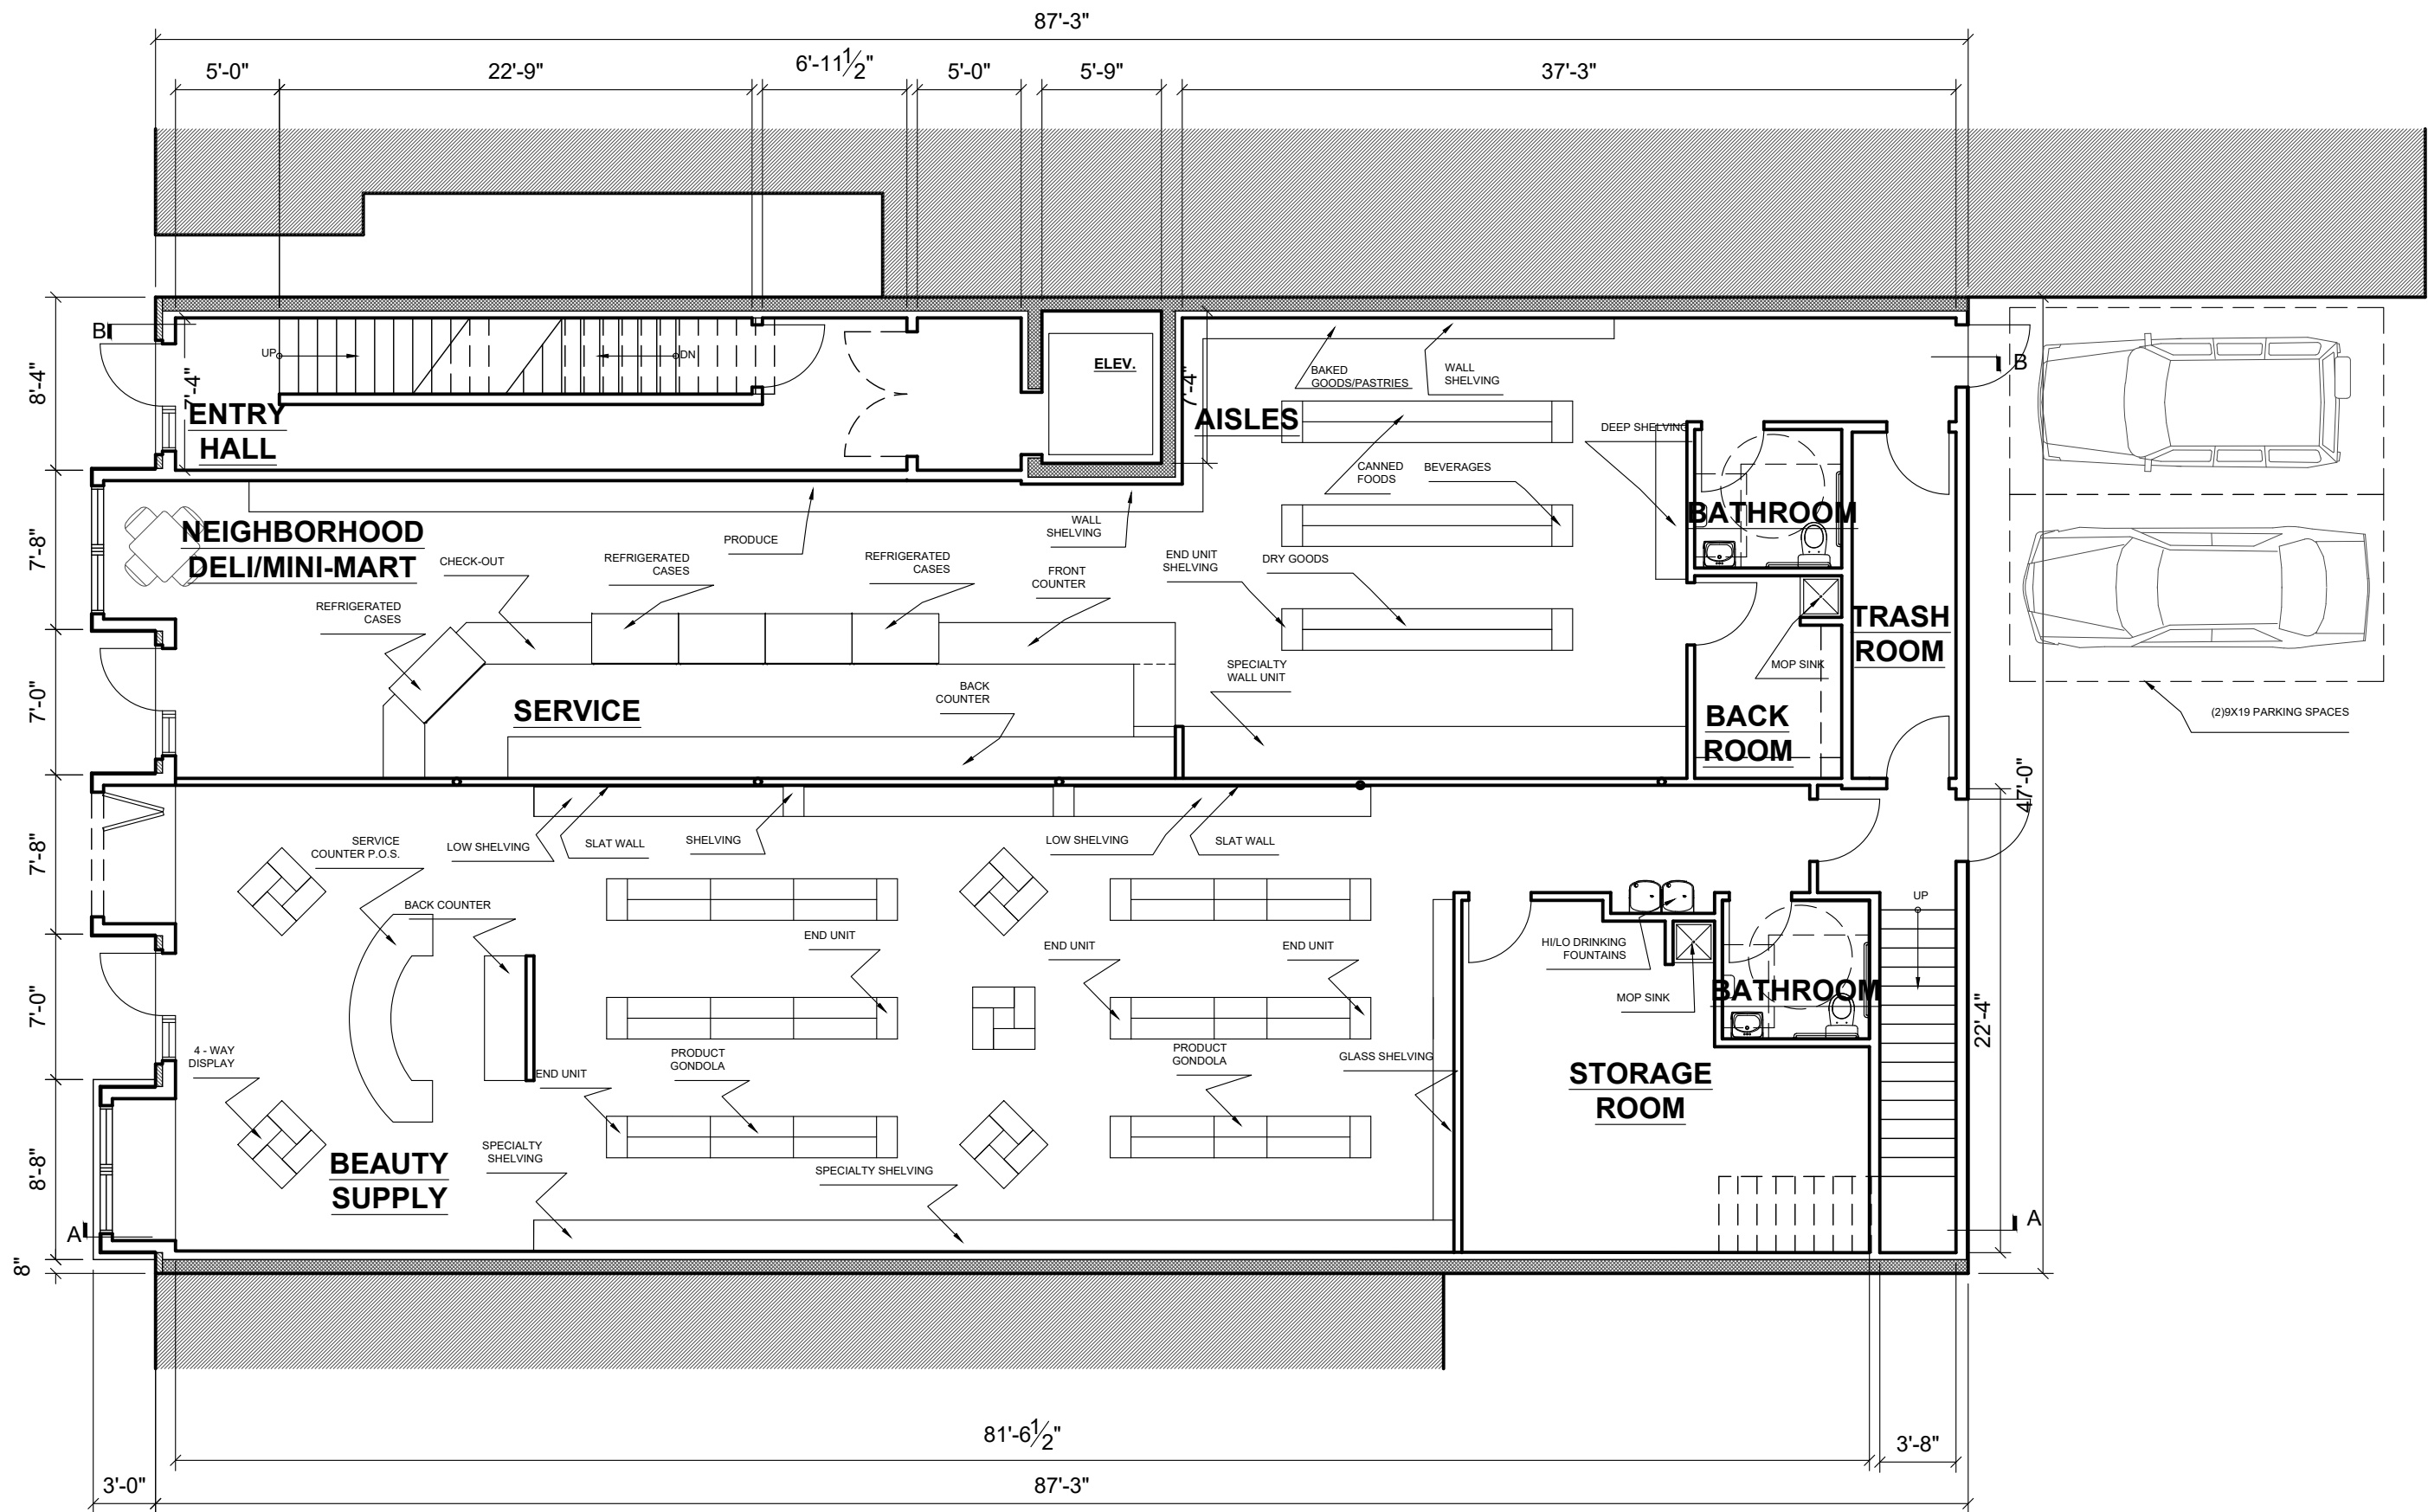 87'-3"
5'-0"
22'-9"
6'-11 1/2"
5'-0"
5'-9"
37'-3"
B
8'-4"
UP
DN
7'-4"
ENTRY
HALL
ELEV.
7'-4"
AISLES
BAKED
GOODS/PASTRIES
WALL
SHELVING
B
DEEP SHELVING
CANNED
FOODS
BEVERAGES
7'-8"
NEIGHBORHOOD
DELI/MINI-MART
CHECK-OUT
REFRIGERATED
CASES
PRODUCE
REFRIGERATED
CASES
WALL
SHELVING
FRONT
COUNTER
END UNIT
SHELVING
DRY GOODS
BATHROOM
REFRIGERATED
CASES
TRASH
ROOM
MOP SINK
7'-0"
SERVICE
BACK
COUNTER
SPECIALTY
WALL UNIT
BACK
ROOM
(2)9X19 PARKING SPACES
47'-0"
7'-8"
SERVICE
COUNTER P.O.S.
LOW SHELVING
SLAT WALL
SHELVING
LOW SHELVING
SLAT WALL
BACK COUNTER
END UNIT
END UNIT
END UNIT
HI/LO DRINKING
FOUNTAINS
UP
MOP SINK
BATHROOM
7'-0"
22'-4"
4 - WAY
DISPLAY
END UNIT
PRODUCT
GONDOLA
PRODUCT
GONDOLA
GLASS SHELVING
STORAGE
ROOM
8'-8"
BEAUTY
SUPPLY
SPECIALTY
SHELVING
SPECIALTY SHELVING
A
A
8"
81'-6 1/2"
3'-8"
3'-0"
87'-3"